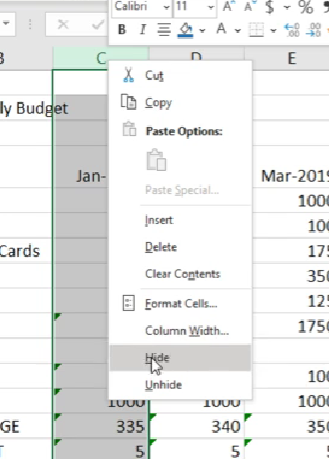 Calibri 11 A^ A˅ $ %
B I A
B C D E
ly Budget
Cut
Copy
Paste Options:
Jan- Mar-2019
Paste Special...
1000
Insert 100
Cards Delete 175
Clear Contents 350
Format Cells... 125
Column Width... 1750
Hide
100
Unhide
1000 1000 1000
GE 335 340 350
T 5 5 5